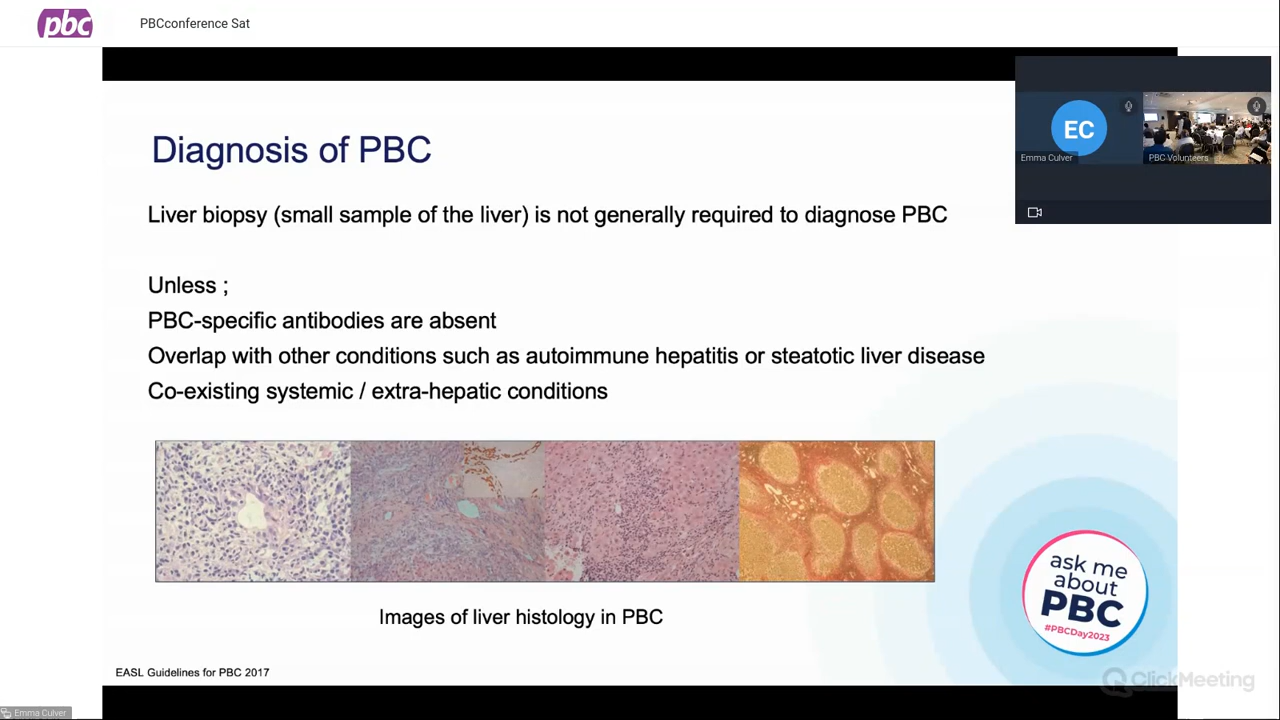 pbc
PBCconference Sat
EC
Emma Culver
PBC Volunteers
Diagnosis of PBC
Liver biopsy (small sample of the liver) is not generally required to diagnose PBC
Unless ;
PBC-specific antibodies are absent
Overlap with other conditions such as autoimmune hepatitis or steatotic liver disease
Co-existing systemic / extra-hepatic conditions
Images of liver histology in PBC
ask me
about
PBC
#PBCDay2023
EASL Guidelines for PBC 2017
ClickMeeting
Emma Culver